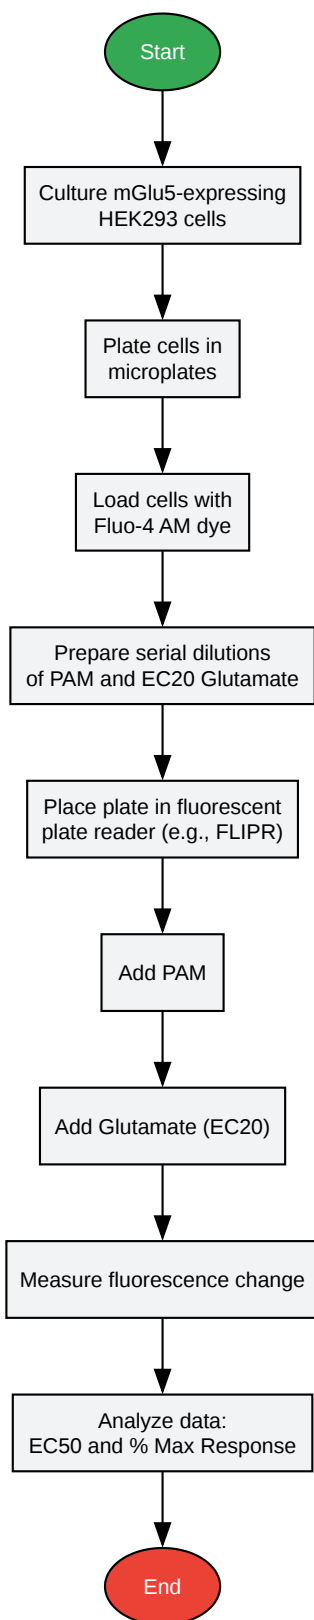 Start
Culture mGlu5-expressing
HEK293 cells
Plate cells in
microplates
Load cells with
Fluo-4 AM dye
Prepare serial dilutions
of PAM and EC20 Glutamate
Place plate in fluorescent
plate reader (e.g., FLIPR)
Add PAM
Add Glutamate (EC20)
Measure fluorescence change
Analyze data:
EC50 and % Max Response
End